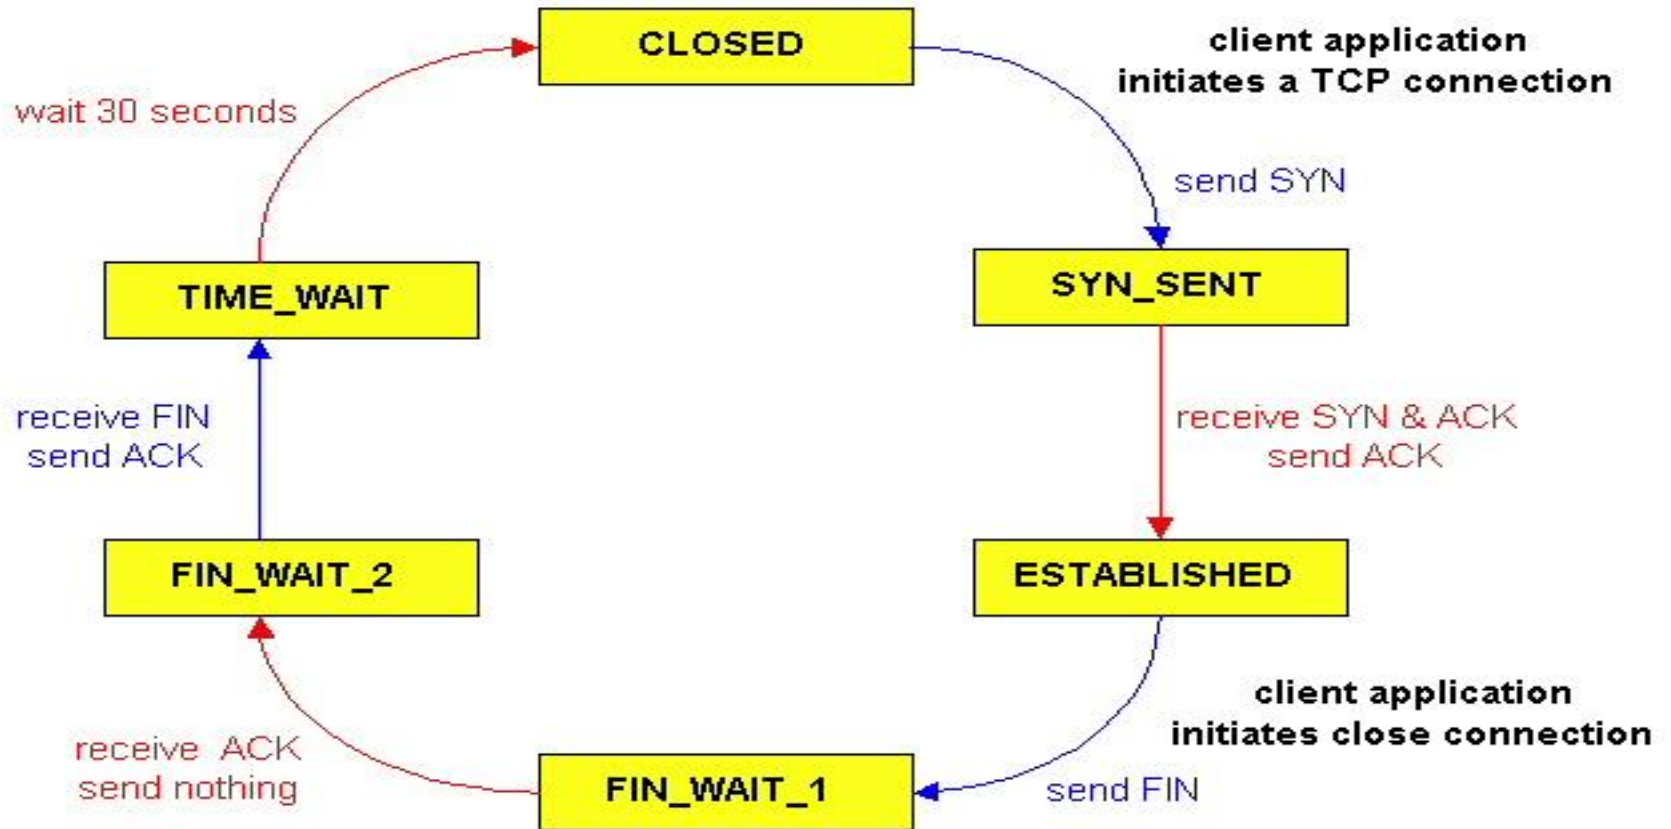 CLOSED
client application
initiates a TCP connection
wait 30 seconds
send SYN
SYN_SENT
TIME_WAIT
receive SYN & ACK
send ACK
receive FIN
send ACK
ESTABLISHED
FIN_WAIT_2
client application
initiates close connection
receive ACK
send nothing
FIN_WAIT_1
send FIN